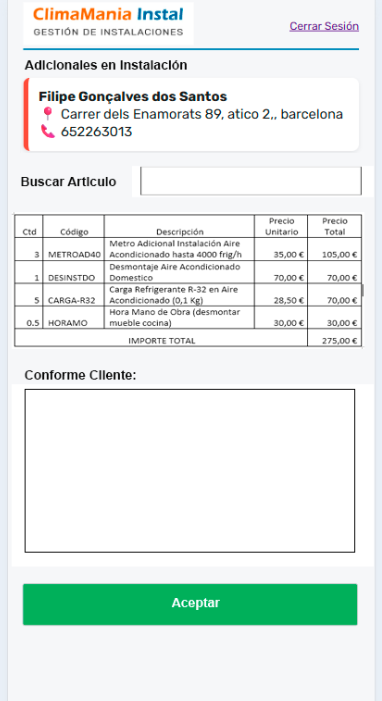 ClimaMania Instal
GESTIÓN DE INSTALACIONES
Cerrar Sesión
Adicionales en Instalación
Filipe Gonçalves dos Santos
Carrer dels Enamorats 89, atico 2,, barcelona
652263013
Buscar Articulo
Ctd Código Descripción Precio Unitario Precio Total
3 METROAD40 Metro Adicional Instalación Aire Acondicionado hasta 4000 frig/h 35,00 € 105,00 €
1 DESINSTDO Desmontaje Aire Acondicionado Domestico 70,00 € 70,00 €
5 CARGA-R32 Carga Refrigerante R-32 en Aire Acondicionado (0,1 Kg) 28,50 € 70,00 €
0.5 HORAMO Hora Mano de Obra (desmontar mueble cocina) 30,00 € 30,00 €
IMPORTE TOTAL 275,00 €
Conforme Cliente:
Aceptar